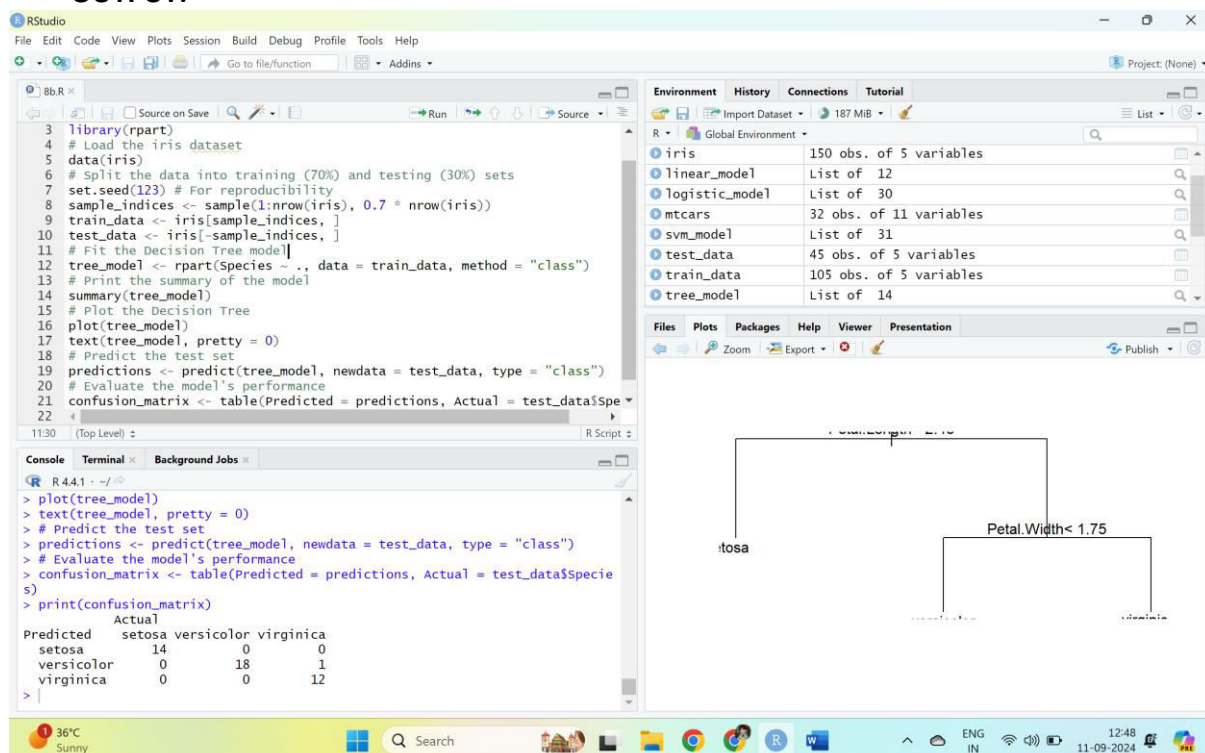 RStudio
File Edit Code View Plots Session Build Debug Profile Tools Help
Go to file/function
Addins
Project: (None)
8b.R
Source on Save
Run
Source
3 library(rpart)
4 # Load the iris dataset
5 data(iris)
6 # Split the data into training (70%) and testing (30%) sets
7 set.seed(123) # For reproducibility
8 sample_indices <- sample(1:nrow(iris), 0.7 * nrow(iris))
9 train_data <- iris[sample_indices, ]
10 test_data <- iris[-sample_indices, ]
11 # Fit the Decision Tree model
12 tree_model <- rpart(Species ~ ., data = train_data, method = "class")
13 # Print the summary of the model
14 summary(tree_model)
15 # Plot the Decision Tree
16 plot(tree_model)
17 text(tree_model, pretty = 0)
18 # Predict the test set
19 predictions <- predict(tree_model, newdata = test_data, type = "class")
20 # Evaluate the model's performance
21 confusion_matrix <- table(Predicted = predictions, Actual = test_data$Spe
22
11:30 (Top Level) R Script
Console Terminal Background Jobs
R 4.4.1 · ~/
> plot(tree_model)
> text(tree_model, pretty = 0)
> # Predict the test set
> predictions <- predict(tree_model, newdata = test_data, type = "class")
> # Evaluate the model's performance
> confusion_matrix <- table(Predicted = predictions, Actual = test_data$Specie
s)
> print(confusion_matrix)
Actual
Predicted setosa versicolor virginica
setosa 14 0 0
versicolor 0 18 1
virginica 0 0 12
>
Environment History Connections Tutorial
Import Dataset 187 MiB List
R Global Environment
iris 150 obs. of 5 variables
linear_model List of 12
logistic_model List of 30
mtcars 32 obs. of 11 variables
svm_model List of 31
test_data 45 obs. of 5 variables
train_data 105 obs. of 5 variables
tree_model List of 14
Files Plots Packages Help Viewer Presentation
Zoom Export Publish
Petal.Width< 1.75
tosa
36°C
Sunny
Search
ENG
IN
12:48
11-09-2024
PRE